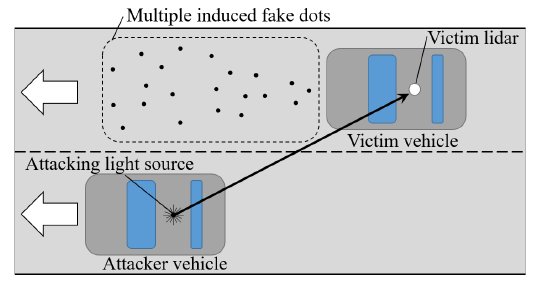 Multiple induced fake dots
Victim lidar
Victim vehicle
Attacking light source
Attacker vehicle